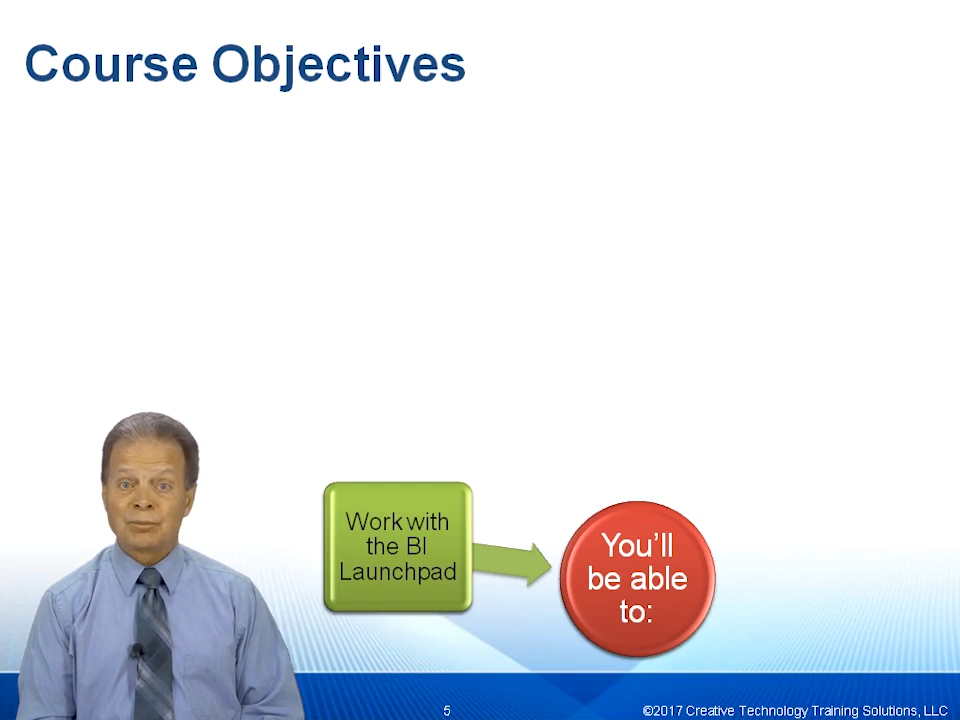 Course Objectives
Work with
the BI
Launchpad
You’ll
be able
to:
5
©2017 Creative Technology Training Solutions, LLC